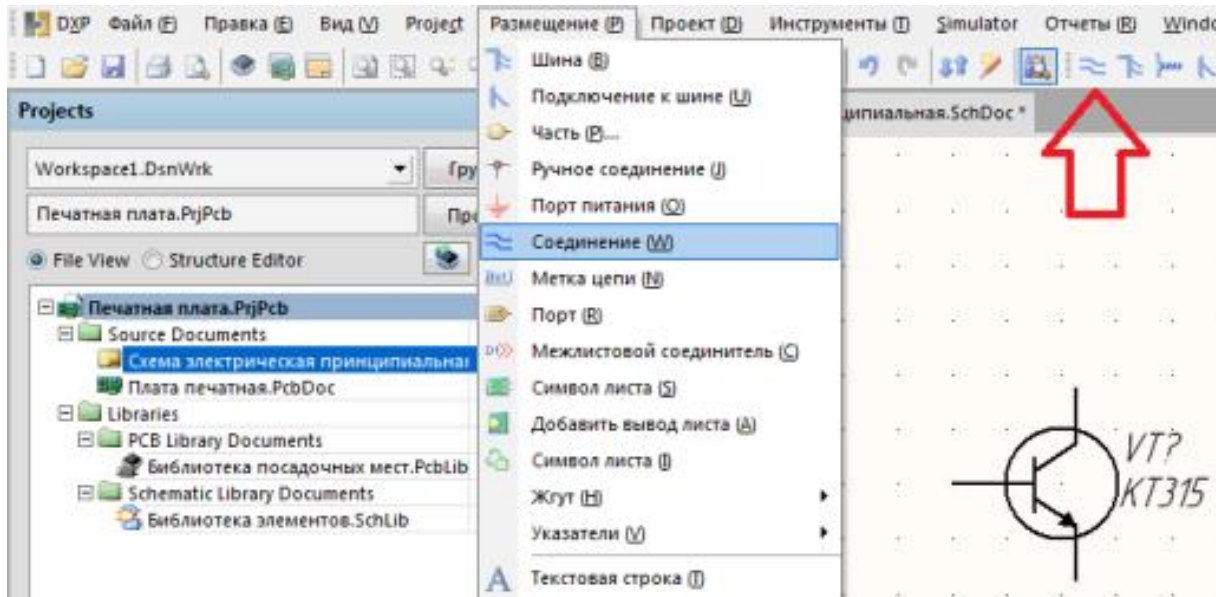 DXP Файл (F) Правка (E) Вид (V) Project Размещение (P) Проект (D) Инструменты (T) Simulator Отчеты (R)
Шина (B)
Projects
Подключение к шине (U)
ципиальная.SchDoc *
Часть (P)...
Workspace1.DsnWrk
Ручное соединение (J)
Печатная плата.PrjPcb
Порт питания (O)
File View Structure Editor
Соединение (W)
Метка цепи (N)
Печатная плата.PrjPcb
Порт (R)
Source Documents
Схема электрическая принципиальная
Межлистовой соединитель (C)
Плата печатная.PcbDoc
Символ листа (S)
Libraries
Добавить вывод листа (A)
PCB Library Documents
Библиотека посадочных мест.PcbLib
Символ листа (I)
Schematic Library Documents
Жгут (H)
Библиотека элементов.SchLib
Указатели (V)
Текстовая строка (T)
VT?
KT315